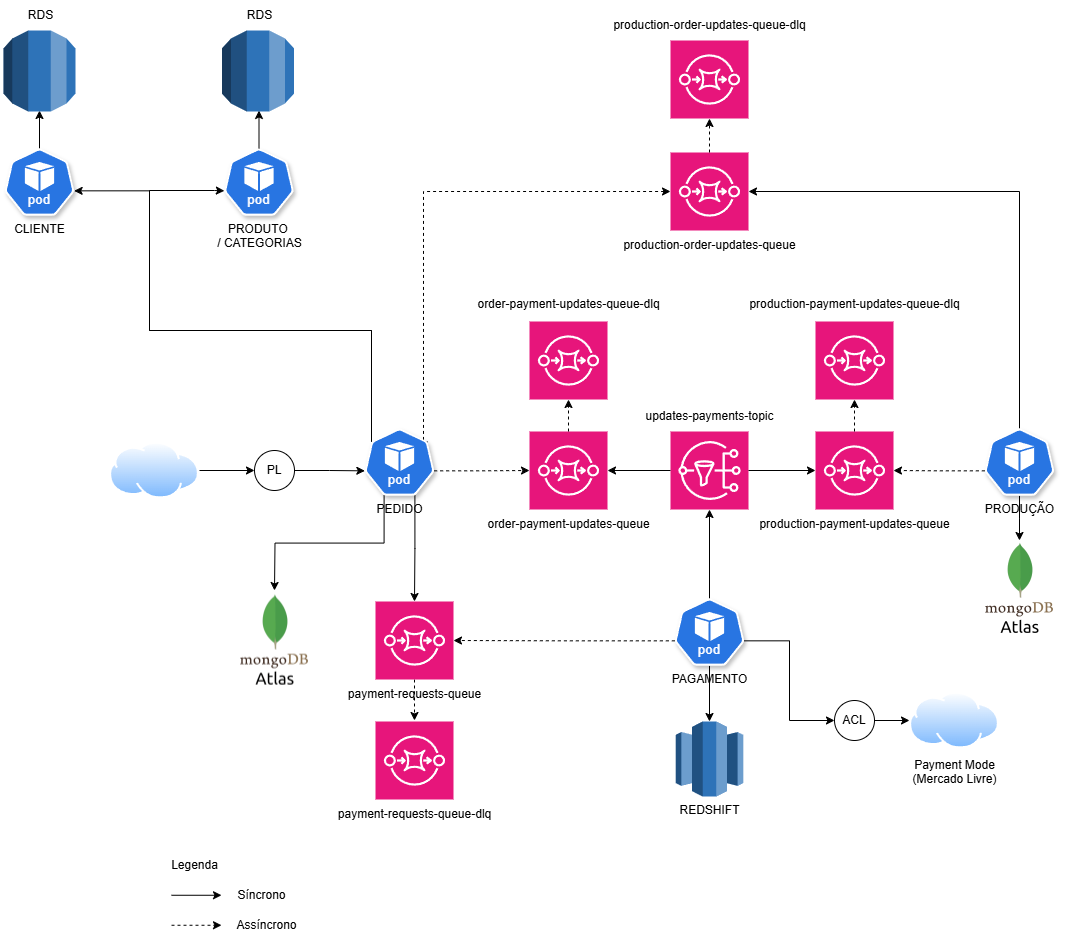 RDS
RDS
production-order-updates-queue-dlq
pod
CLIENTE
pod
PRODUTO
/ CATEGORIAS
production-order-updates-queue
order-payment-updates-queue-dlq
production-payment-updates-queue-dlq
updates-payments-topic
PL
pod
PEDIDO
order-payment-updates-queue
production-payment-updates-queue
pod
PRODUÇÃO
mongoDB
Atlas
mongoDB
Atlas
payment-requests-queue
pod
PAGAMENTO
ACL
Payment Mode
(Mercado Livre)
REDSHIFT
payment-requests-queue-dlq
Legenda
Síncrono
Assíncrono